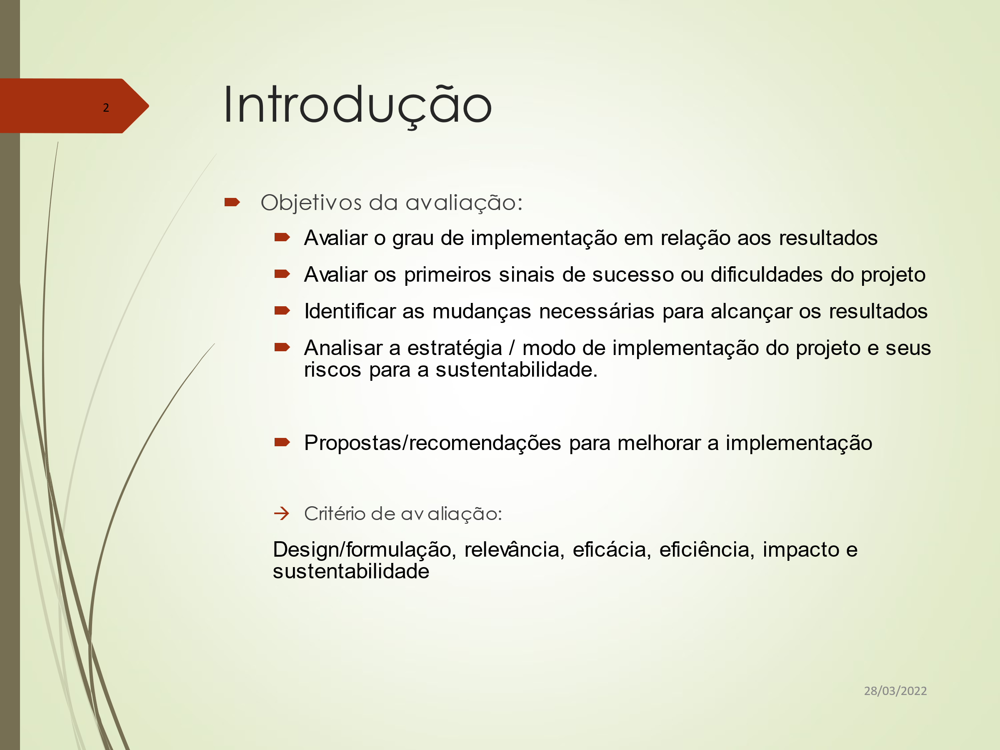 2
Introdução
Objetivos da avaliação:
Avaliar o grau de implementação em relação aos resultados
Avaliar os primeiros sinais de sucesso ou dificuldades do projeto
Identificar as mudanças necessárias para alcançar os resultados
Analisar a estratégia / modo de implementação do projeto e seus
riscos para a sustentabilidade.
Propostas/recomendações para melhorar a implementação
→ Critério de avaliação:
Design/formulação, relevância, eficácia, eficiência, impacto e
sustentabilidade
28/03/2022